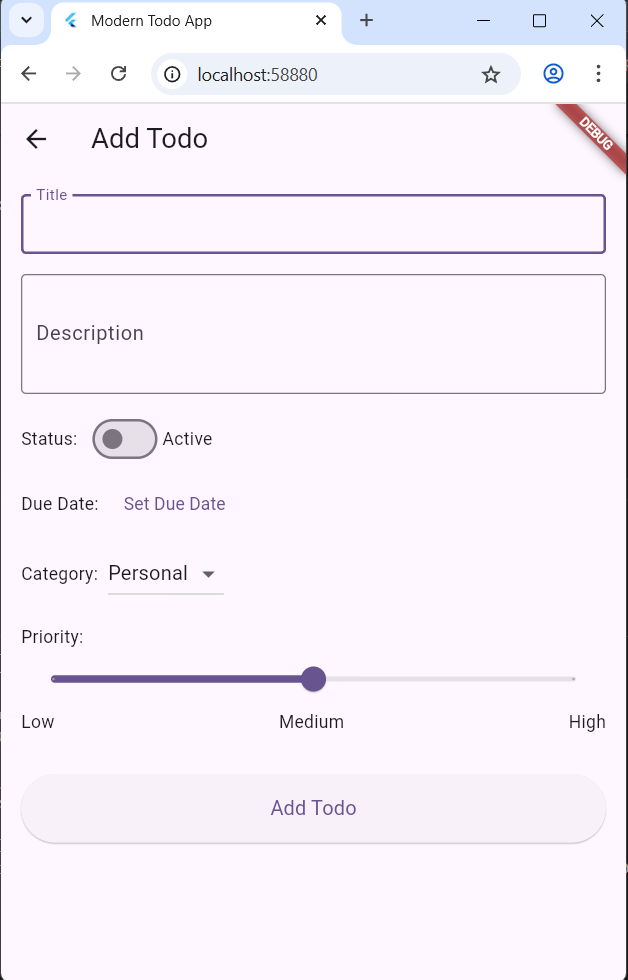 Modern Todo App
localhost:58880
Add Todo
DEBUG
Title
Description
Status: Active
Due Date: Set Due Date
Category: Personal
Priority:
Low Medium High
Add Todo